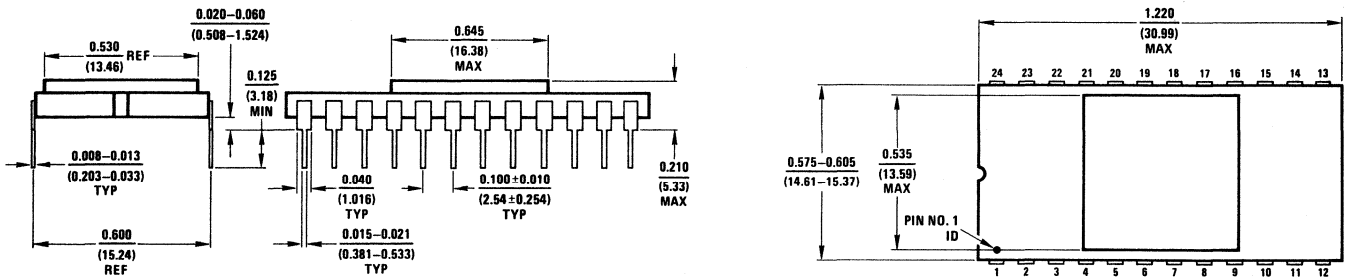 0.020–0.060
(0.508–1.524)
0.530
(13.46)
REF
0.125
(3.18)
MIN
0.008–0.013
(0.203–0.033)
TYP
0.600
(15.24)
REF
0.645
(16.38)
MAX
0.040
(1.016)
TYP
0.100±0.010
(2.54±0.254)
TYP
0.015–0.021
(0.381–0.533)
TYP
0.210
(5.33)
MAX
1.220
(30.99)
MAX
24 23 22 21 20 19 18 17 16 15 14 13
0.575–0.605
(14.61–15.37)
0.535
(13.59)
MAX
PIN NO. 1
ID
1 2 3 4 5 6 7 8 9 10 11 12